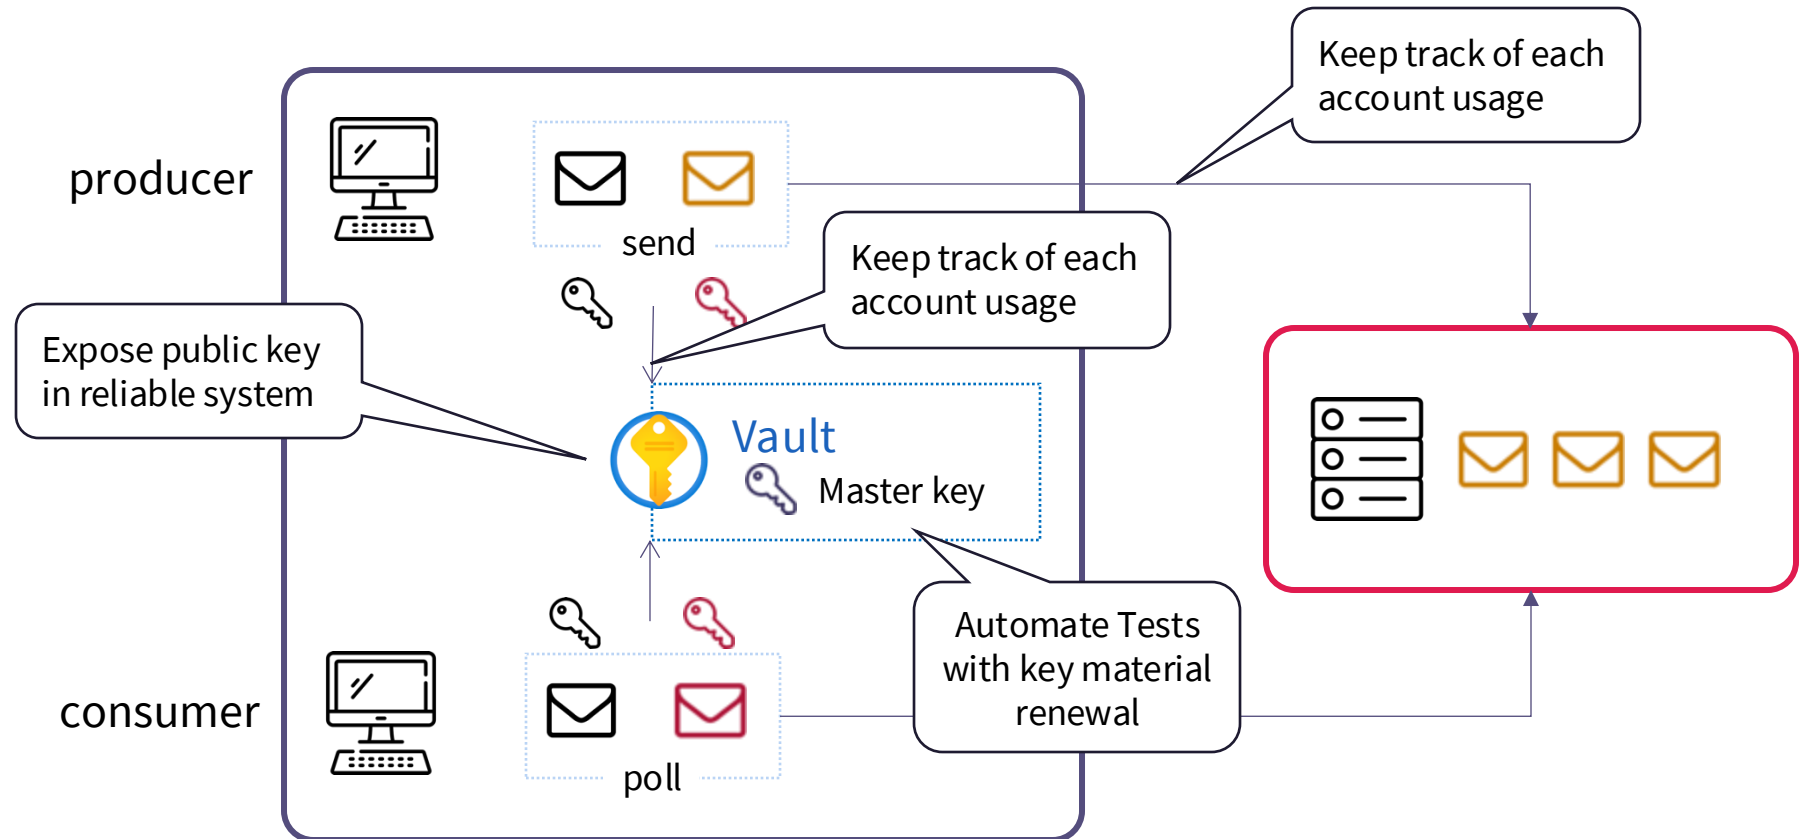 Keep track of each
account usage
producer
send
Keep track of each
account usage
Expose public key
in reliable system
Vault
Master key
Automate Tests
with key material
renewal
consumer
poll